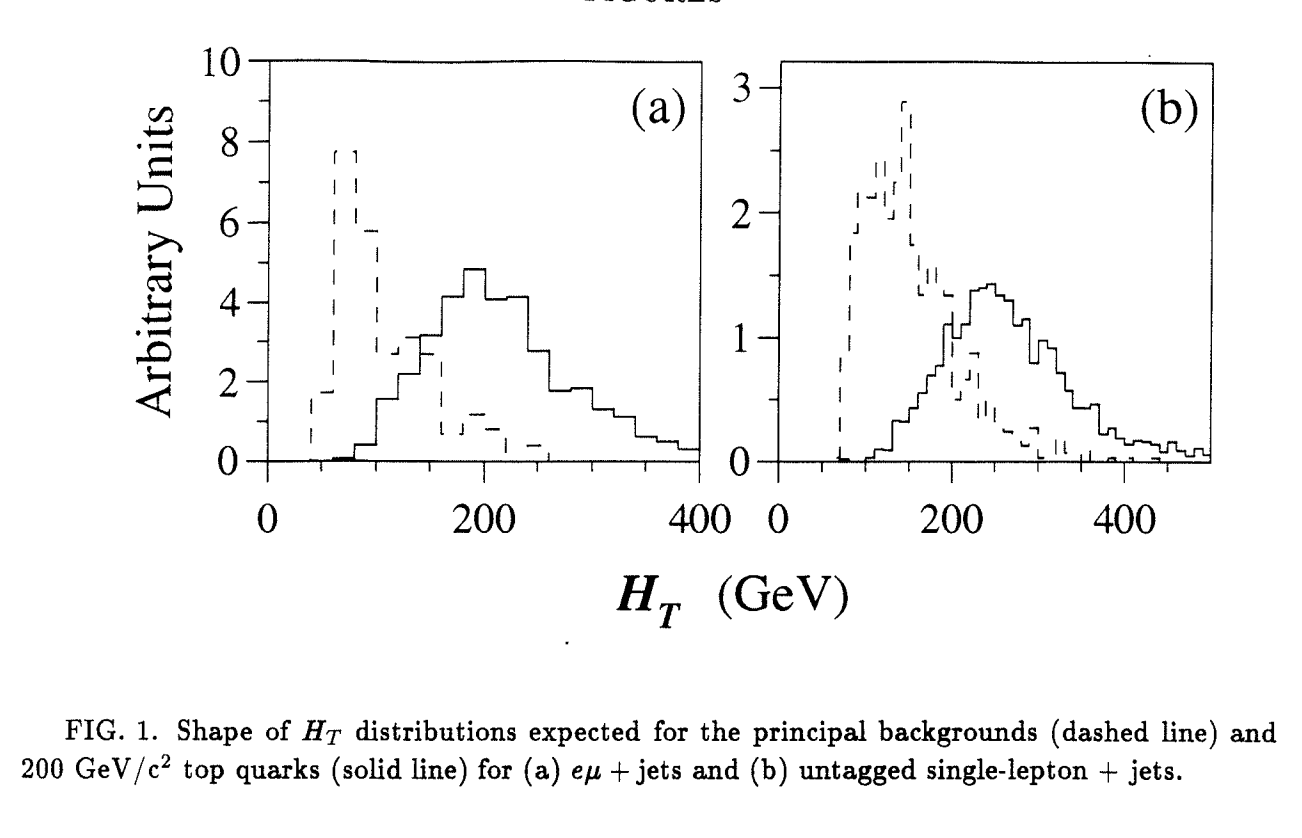 10
8
6
4
2
0
Arbitrary Units
(a)
0 200 400
3
2
1
0
(b)
0 200 400
H_T (GeV)
FIG. 1. Shape of H_T distributions expected for the principal backgrounds (dashed line) and
200 GeV/c² top quarks (solid line) for (a) eμ + jets and (b) untagged single-lepton + jets.